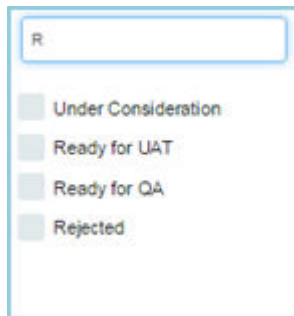 R
Under Consideration
Ready for UAT
Ready for QA
Rejected